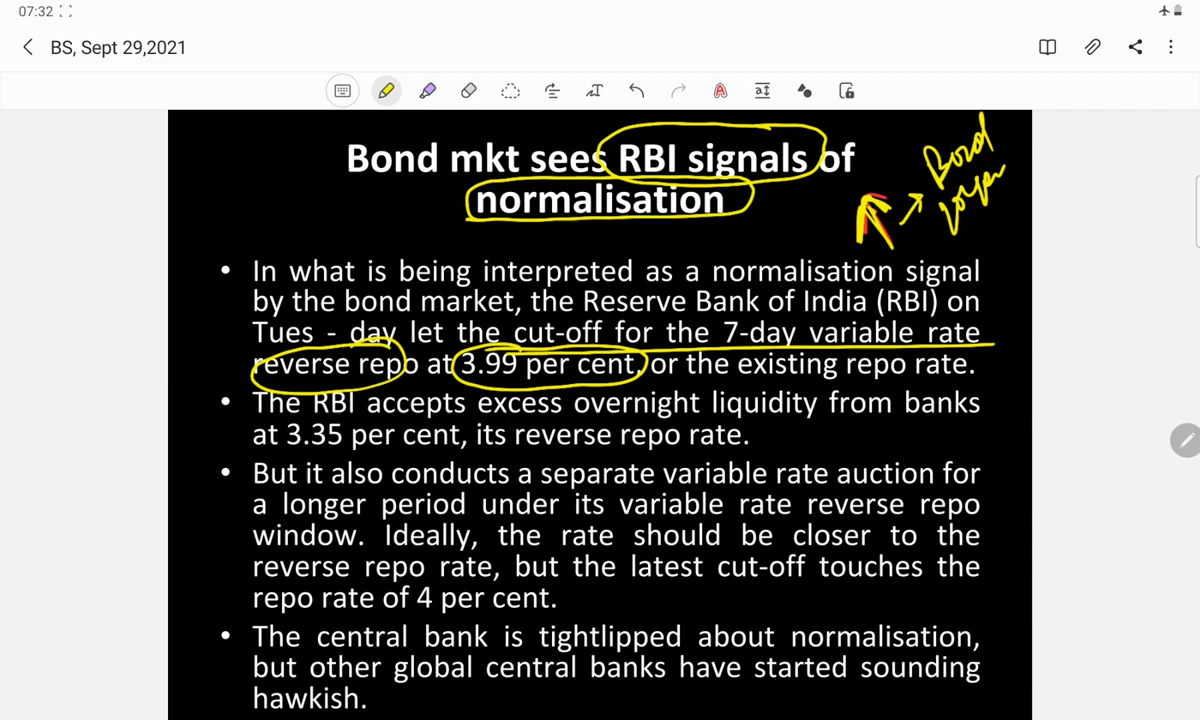 07:32
BS, Sept 29,2021
Bond mkt sees RBI signals of
normalisation
Bond
• In what is being interpreted as a normalisation signal
by the bond market, the Reserve Bank of India (RBI) on
Tues - day let the cut-off for the 7-day variable rate
reverse repo at 3.99 per cent, or the existing repo rate.
• The RBI accepts excess overnight liquidity from banks
at 3.35 per cent, its reverse repo rate.
• But it also conducts a separate variable rate auction for
a longer period under its variable rate reverse repo
window. Ideally, the rate should be closer to the
reverse repo rate, but the latest cut-off touches the
repo rate of 4 per cent.
• The central bank is tightlipped about normalisation,
but other global central banks have started sounding
hawkish.